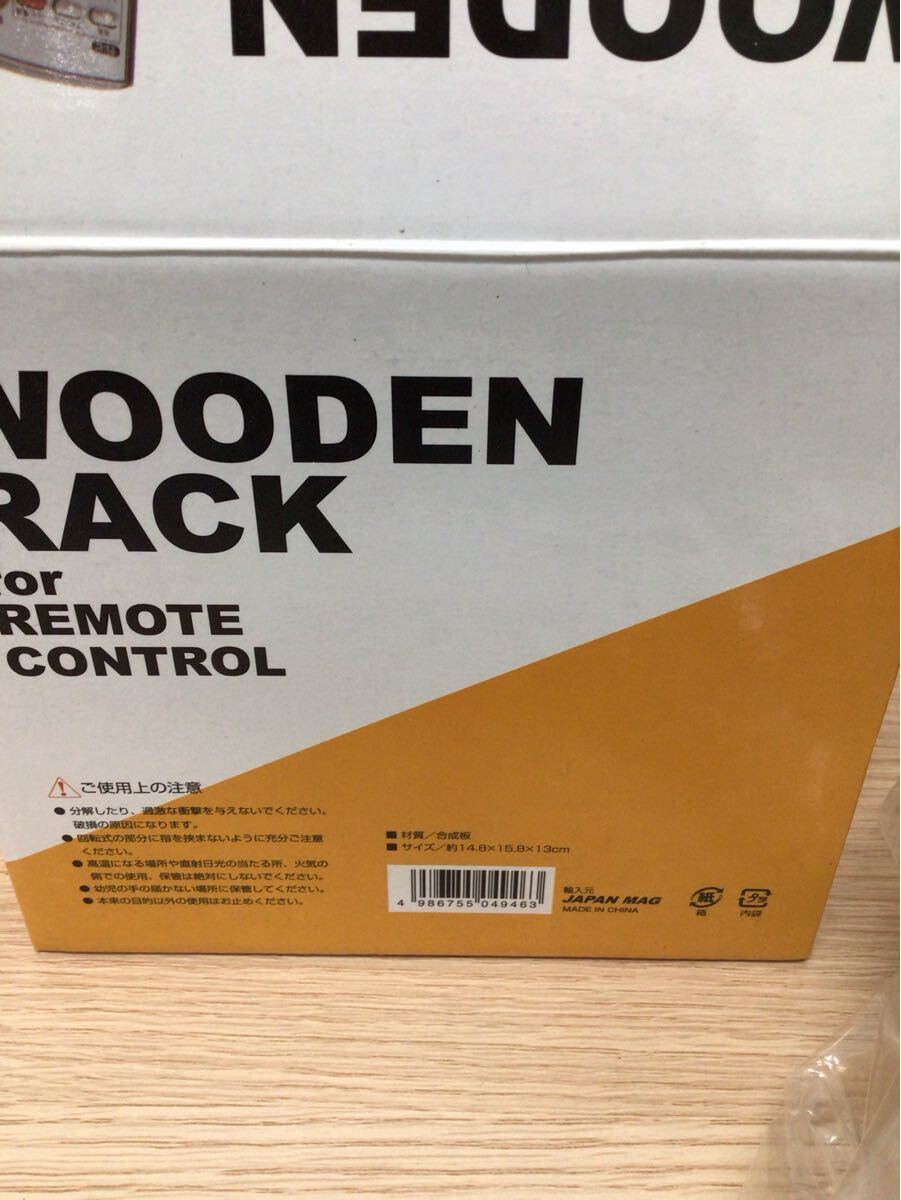 WOODEN
WOODEN
RACK
for
REMOTE
CONTROL
ご使用上の注意
●分解したり、過激な衝撃を与えないでください。
破損の原因になります。
●回転式の部分に指を挟まないように充分ご注意
ください。
●高温になる場所や直射日光の当たる所、火気の
側での使用、保管は絶対にしないでください。
●幼児の手の届かない場所に保管してください。
●本来の目的以外の使用はお止めください。
■材質／合成板
■サイズ／約14.8×15.8×13cm
4 986755 049463
輸入元
JAPAN MAG
MADE IN CHINA
紙
箱
プラ
内袋